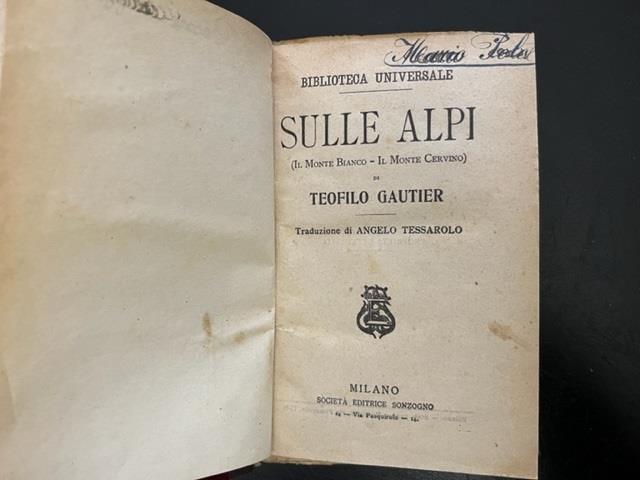 Mario
BIBLIOTECA UNIVERSALE
SULLE ALPI
(IL MONTE BIANCO - IL MONTE CERVINO)
DI
TEOFILO GAUTIER
Traduzione di ANGELO TESSAROLO
MILANO
SOCIETÀ EDITRICE SONZOGNO
14 — Via Pasquirolo — 14.